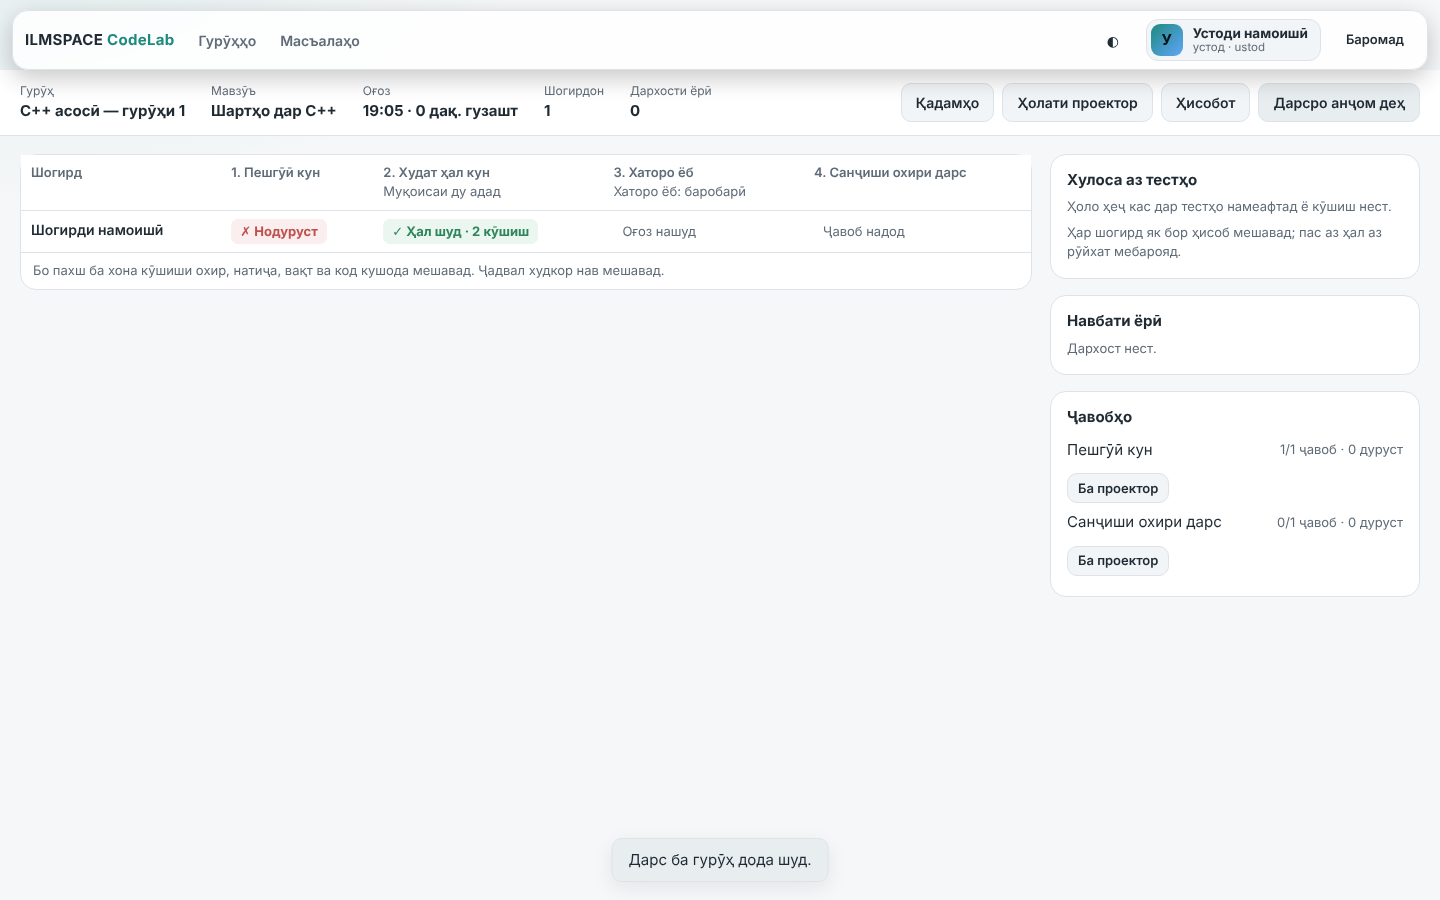 ILMSPACE CodeLab
Гурӯҳҳо
Масъалаҳо
У
Устоди намоишӣ
устод · ustod
Баромад
Гурӯҳ
C++ асосӣ — гурӯҳи 1
Мавзӯъ
Шартҳо дар C++
Оғоз
19:05 · 0 дақ. гузашт
Шогирдон
1
Дархости ёрӣ
0
Қадамҳо
Ҳолати проектор
Ҳисобот
Дарсро анҷом деҳ
Шогирд
1. Пешгӯӣ кун
2. Худат ҳал кун
Муқоисаи ду адад
3. Хаторо ёб
Хаторо ёб: баробарӣ
4. Санҷиши охири дарс
Шогирди намоишӣ
✗ Нодуруст
✓ Ҳал шуд · 2 кӯшиш
Оғоз нашуд
Ҷавоб надод
Бо пахш ба хона кӯшиши охир, натиҷа, вақт ва код кушода мешавад. Ҷадвал худкор нав мешавад.
Хулоса аз тестҳо
Ҳоло ҳеҷ кас дар тестҳо намеафтад ё кӯшиш нест.
Ҳар шогирд як бор ҳисоб мешавад; пас аз ҳал аз
рӯйхат мебарояд.
Навбати ёрӣ
Дархост нест.
Ҷавобҳо
Пешгӯӣ кун
1/1 ҷавоб · 0 дуруст
Ба проектор
Санҷиши охири дарс
0/1 ҷавоб · 0 дуруст
Ба проектор
Дарс ба гурӯҳ дода шуд.